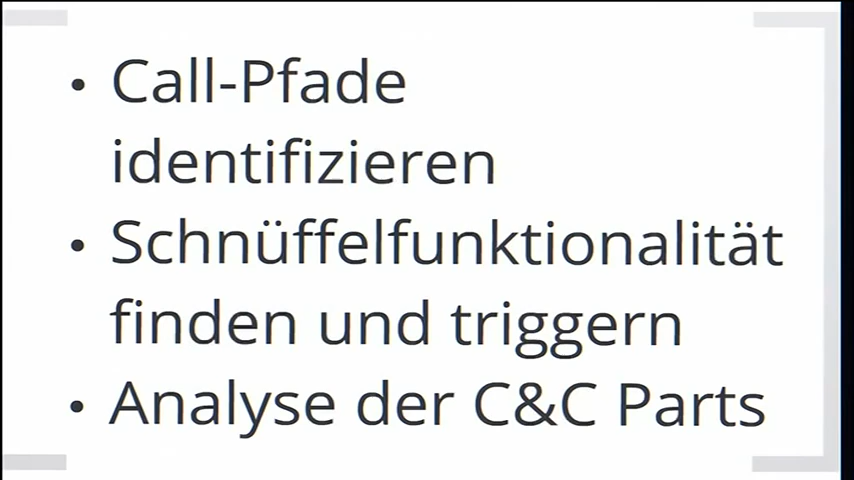 • Call-Pfade
identifizieren
• Schnüffelfunktionalität
finden und triggern
• Analyse der C&C Parts